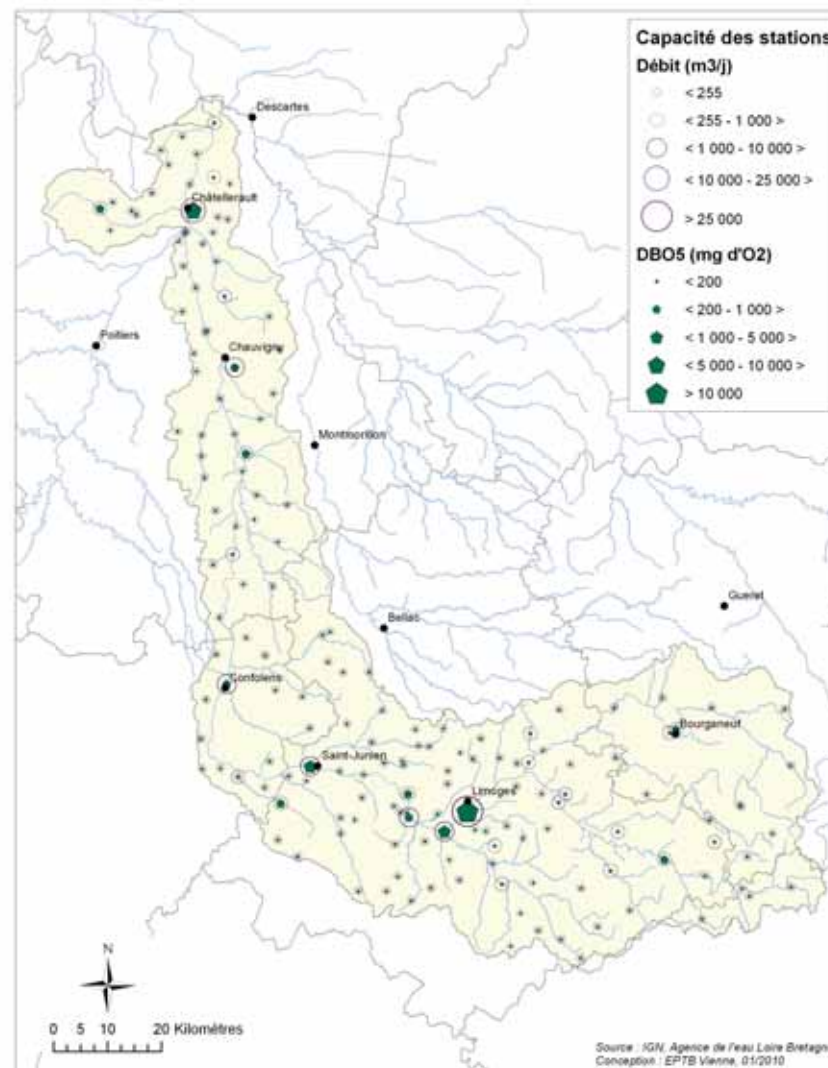 Capacité des stations
Débit (m3/j)
< 255
< 255 - 1 000 >
< 1 000 - 10 000 >
< 10 000 - 25 000 >
> 25 000
DBO5 (mg d'O2)
< 200
< 200 - 1 000 >
< 1 000 - 5 000 >
< 5 000 - 10 000 >
> 10 000
Descartes
Châtellerault
Poitiers
Chauvigny
Montmorillon
Gueret
Bellac
Confolens
Bourganeuf
Saint-Junien
Limoges
N
0 5 10 20 Kilomètres
Source : IGN, Agence de l'eau Loire Bretagne
Conception : EPTB Vienne, 01/2010